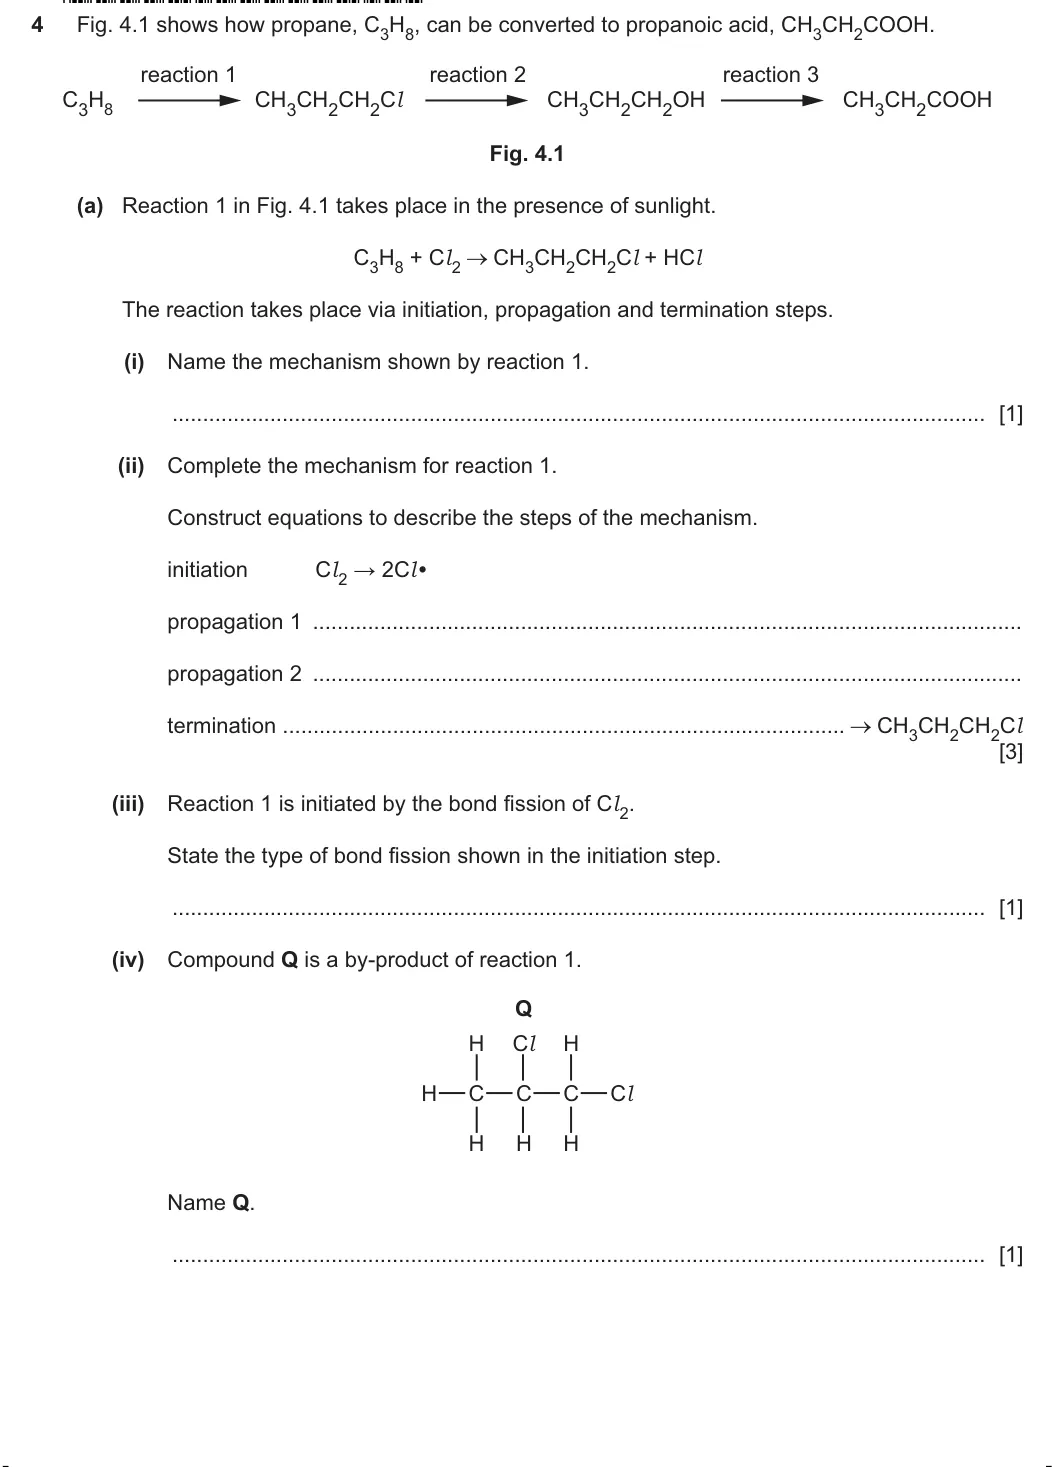 4 Fig. 4.1 shows how propane, C3H8, can be converted to propanoic acid, CH3CH2COOH.
reaction 1 reaction 2 reaction 3
C3H8 ⟶ CH3CH2CH2Cl ⟶ CH3CH2CH2OH ⟶ CH3CH2COOH
Fig. 4.1
(a) Reaction 1 in Fig. 4.1 takes place in the presence of sunlight.
C3H8 + Cl2 → CH3CH2CH2Cl + HCl
The reaction takes place via initiation, propagation and termination steps.
(i) Name the mechanism shown by reaction 1.
...................................................................................................................................... [1]
(ii) Complete the mechanism for reaction 1.
Construct equations to describe the steps of the mechanism.
initiation Cl2 → 2Cl•
propagation 1 .....................................................................................................................
propagation 2 .....................................................................................................................
termination ............................................................................................ → CH3CH2CH2Cl
[3]
(iii) Reaction 1 is initiated by the bond fission of Cl2.
State the type of bond fission shown in the initiation step.
...................................................................................................................................... [1]
(iv) Compound Q is a by-product of reaction 1.
Q
H Cl H
H C C C Cl
H H H
Name Q.
...................................................................................................................................... [1]